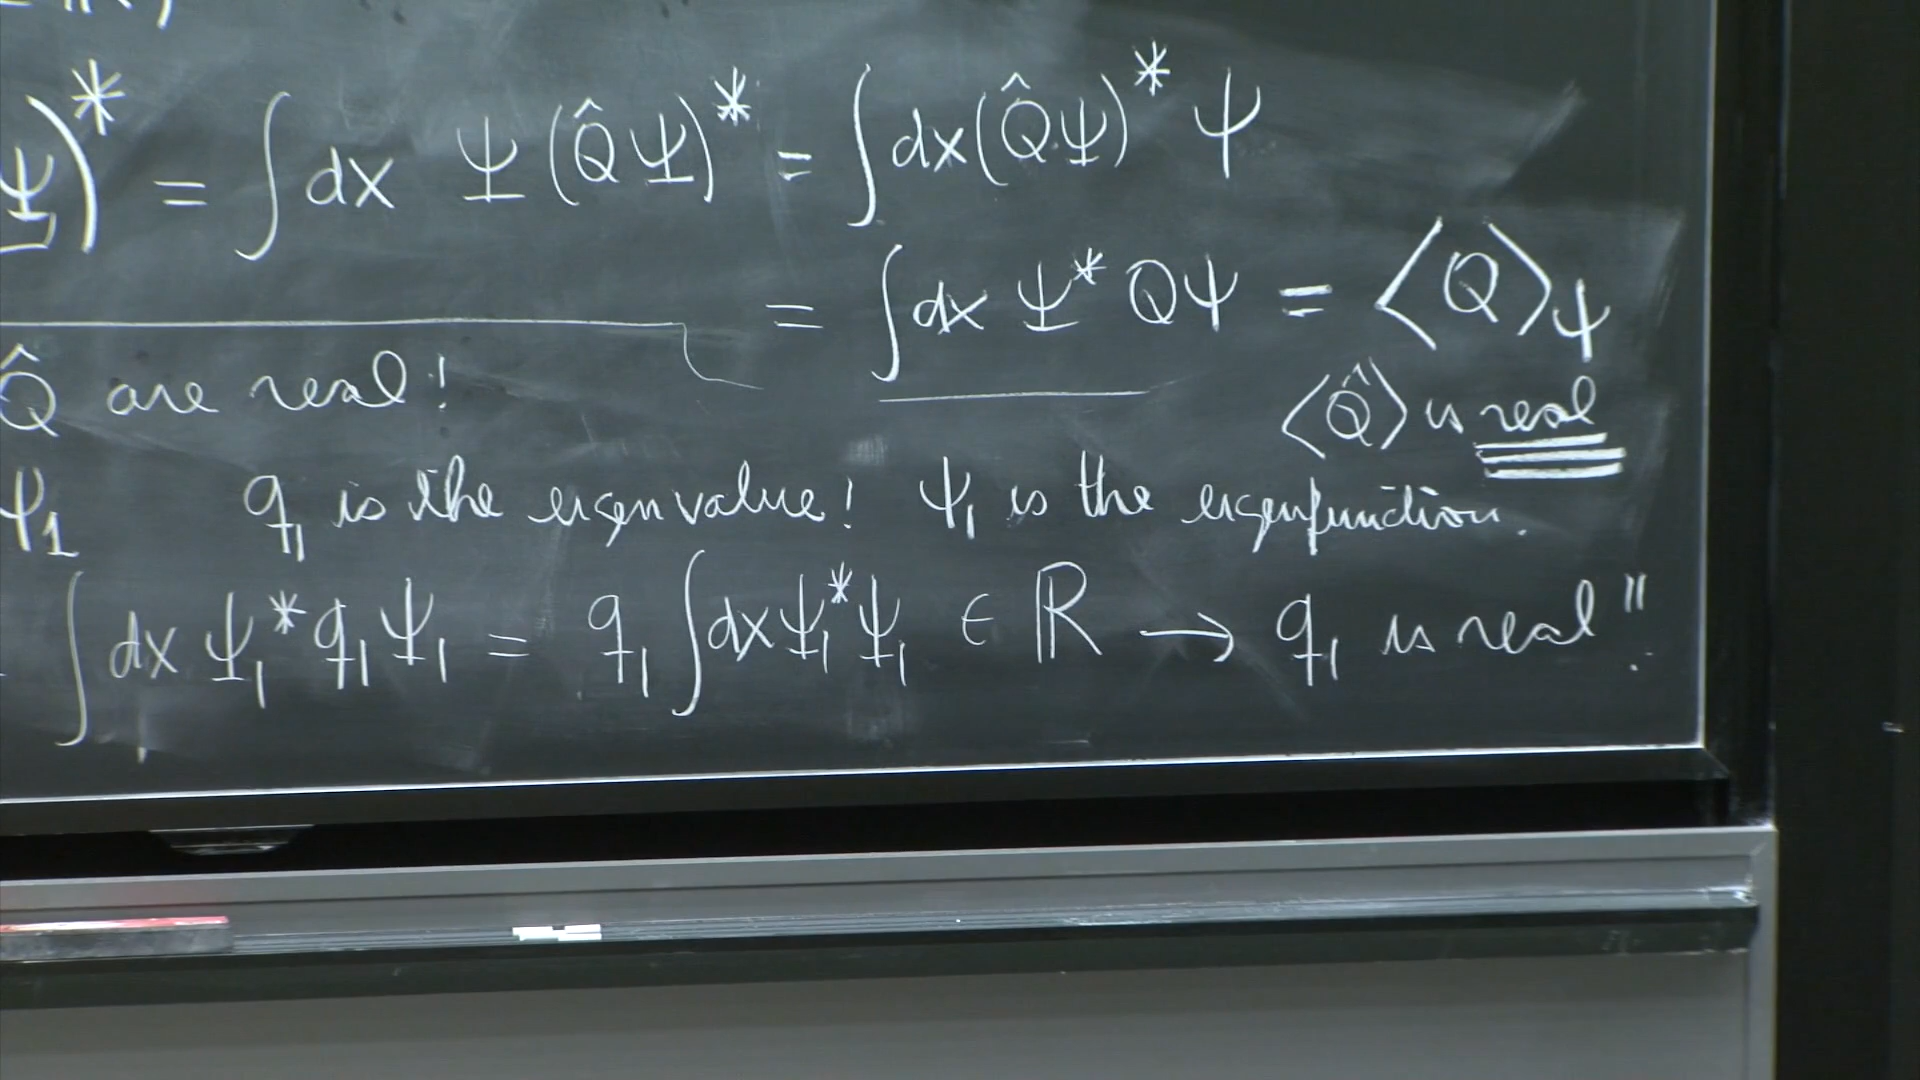 Ψ)* = ∫ dx Ψ (Q̂Ψ)* = ∫dx(Q̂Ψ)* ψ
= ∫dx Ψ* Qψ = ⟨Q⟩ψ
Q̂ are real! ⟨Q̂⟩ is real
ψ1 q1 is the eigenvalue! ψ1 is the eigenfunction.
∫ dx Ψ1* q1 Ψ1 = q1 ∫dx Ψ1* Ψ1 ∈ ℝ → q1 is real!!